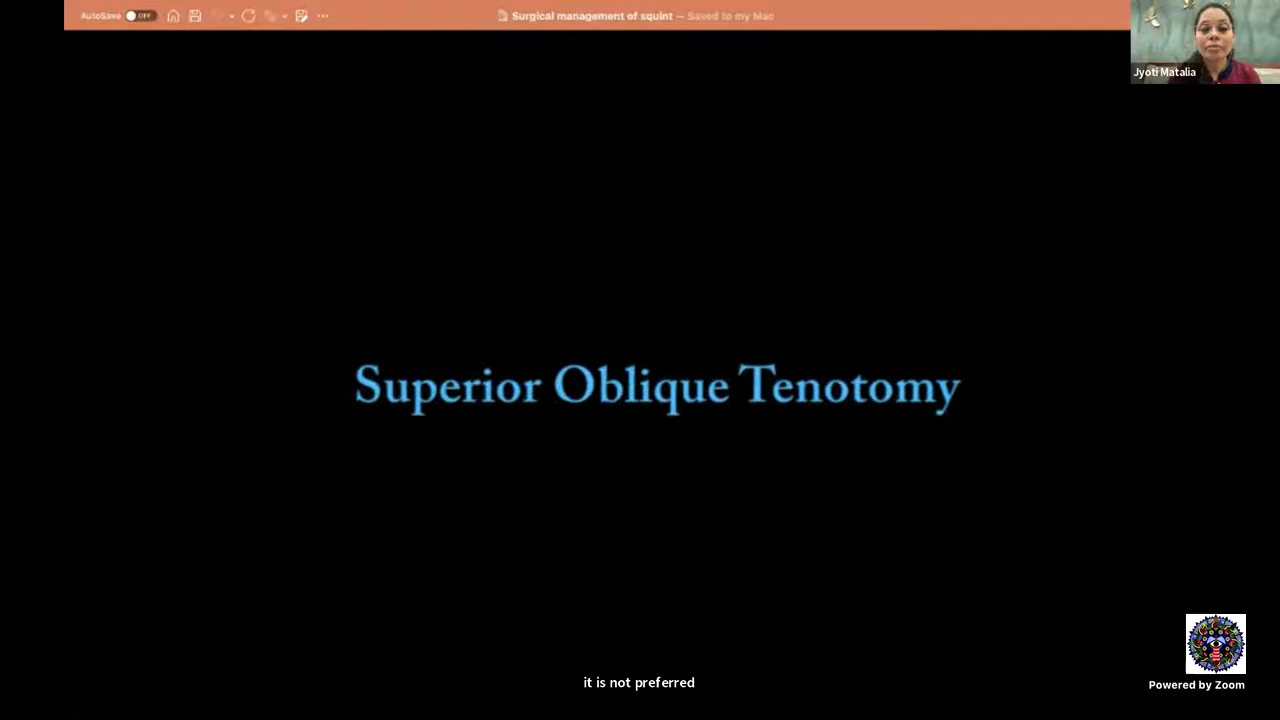 AutoSave OFF
Surgical management of squint — Saved to my Mac
Jyoti Matalia
Superior Oblique Tenotomy
it is not preferred
Powered by Zoom